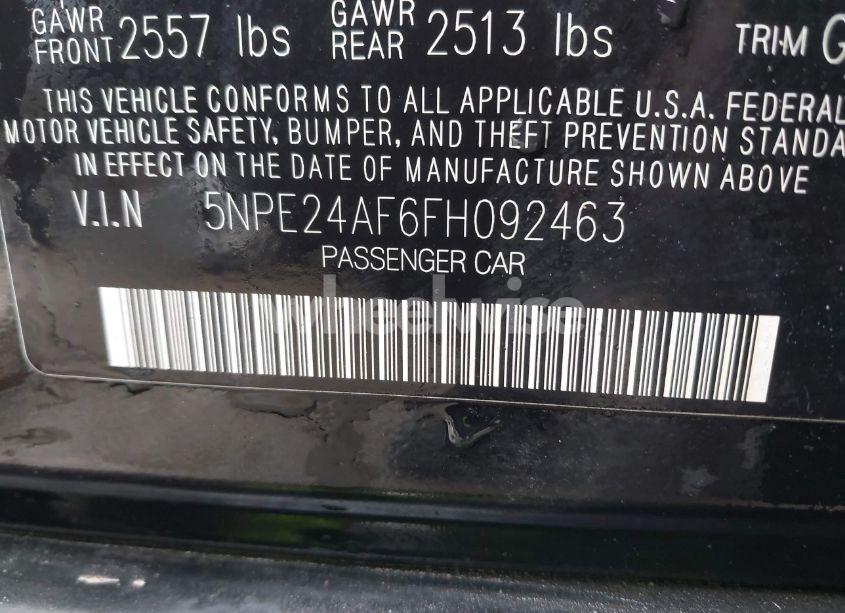 GAWR FRONT 2557 lbs GAWR REAR 2513 lbs TRIM
THIS VEHICLE CONFORMS TO ALL APPLICABLE U.S.A. FEDERAL
MOTOR VEHICLE SAFETY, BUMPER, AND THEFT PREVENTION STANDA
IN EFFECT ON THE DATE OF MANUFACTURE SHOWN ABOVE
V.I.N 5NPE24AF6FH092463
PASSENGER CAR
wheelwise